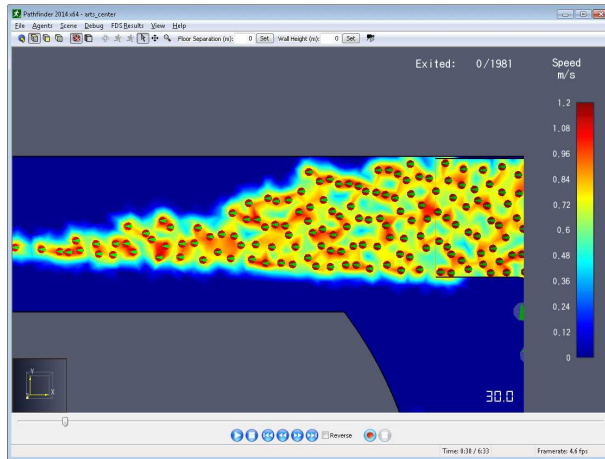 Pathfinder 2014 x64 - arts_center
File Agents Scene Debug FDS Results View Help
Floor Separation (m): 0 Set Wall Height (m): 0 Set
Exited: 0/1981
Speed
m/s
1.2
1.08
0.96
0.84
0.72
0.6
0.48
0.36
0.24
0.12
0
Y
X
30.0
Reverse
Time: 0:30 / 6:33 Framerate: 4.6 fps